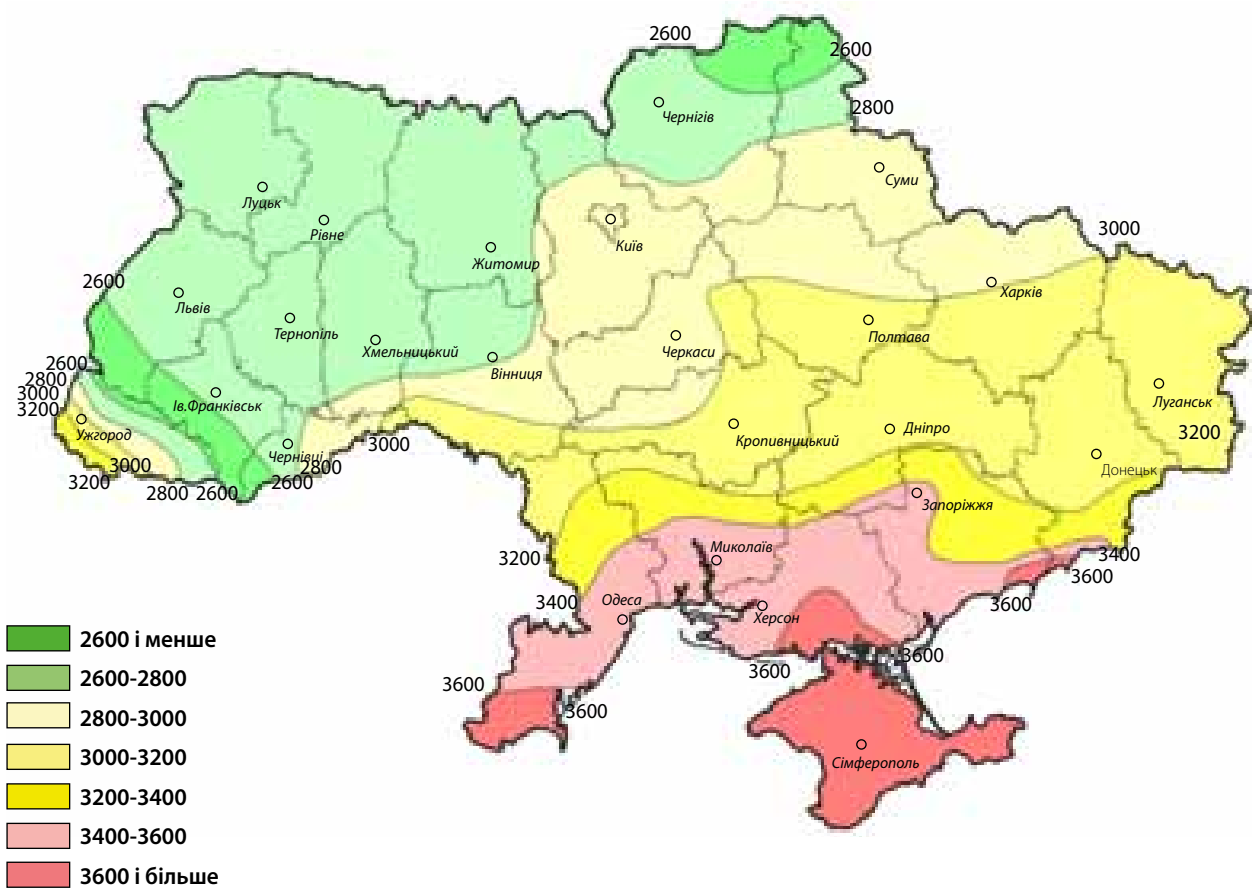 2600
2600
2800
Чернігів
Суми
Луцьк
Рівне
Київ
3000
Житомир
2600
Харків
Львів
Тернопіль
Полтава
Хмельницький
Черкаси
Вінниця
2600
2800
3000
3200
Ів.Франківськ
Луганськ
Ужгород
Кропивницький
Дніпро
3200
3000
Чернівці
3000
2800
Донецьк
3200
2800
2600
2600
Запоріжжя
Миколаїв
3200
3400
3600
3400
Одеса
Херсон
3600
3600
3600
3600
3600
Сімферополь
2600 і менше
2600-2800
2800-3000
3000-3200
3200-3400
3400-3600
3600 і більше